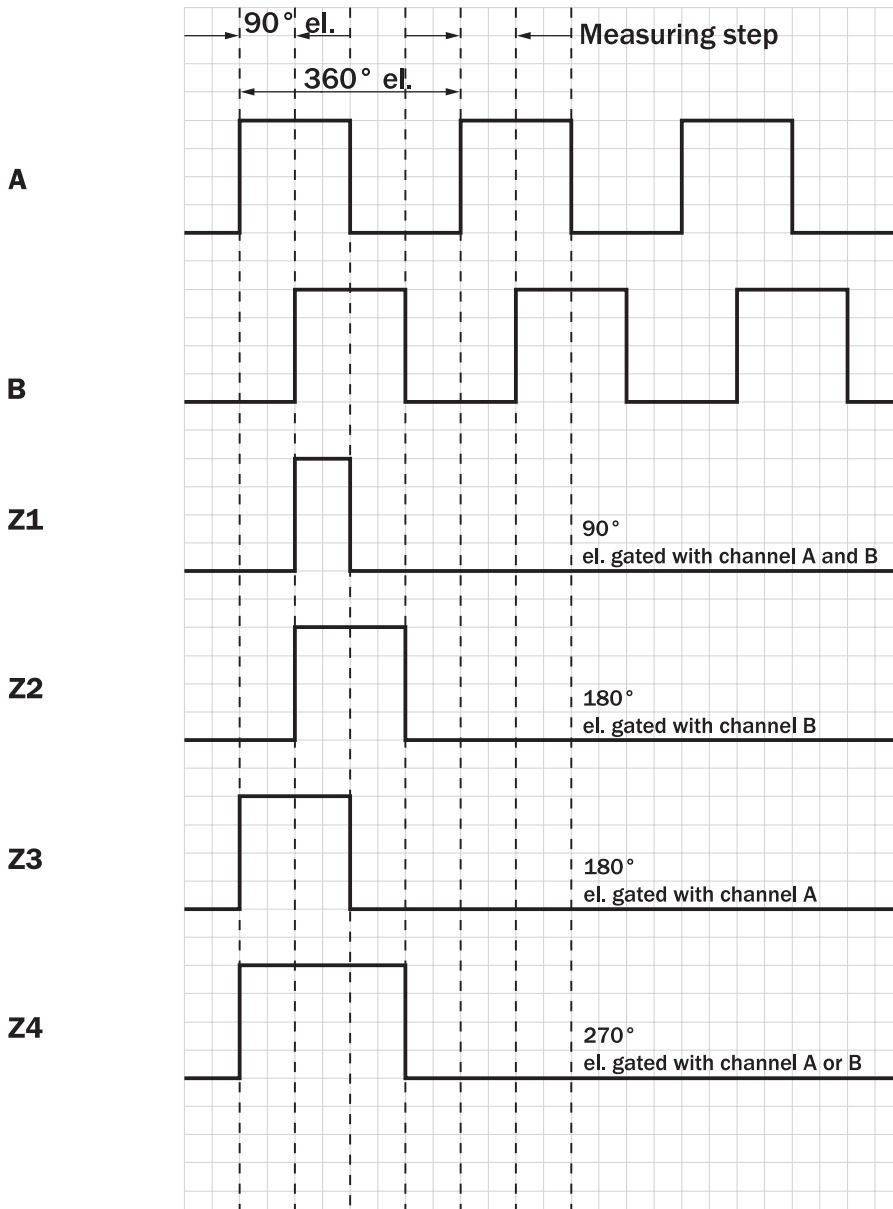 90° el.
Measuring step
360° el.
A
B
Z1
90°
el. gated with channel A and B
Z2
180°
el. gated with channel B
Z3
180°
el. gated with channel A
Z4
270°
el. gated with channel A or B